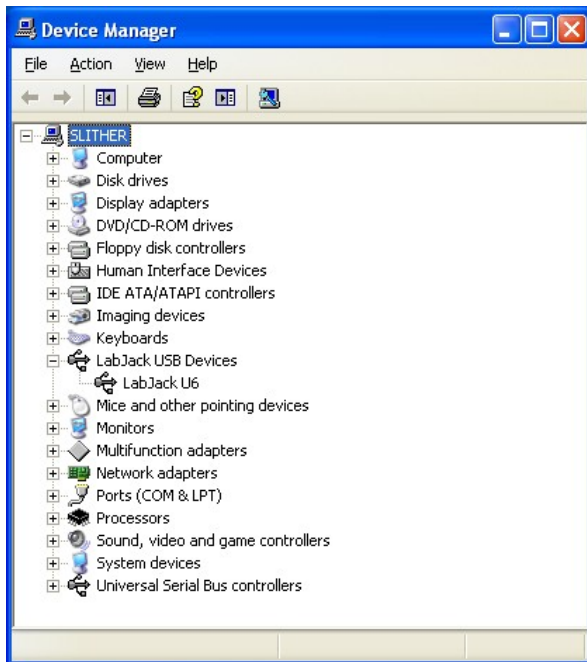 Device Manager
File Action View Help
SLITHER
Computer
Disk drives
Display adapters
DVD/CD-ROM drives
Floppy disk controllers
Human Interface Devices
IDE ATA/ATAPI controllers
Imaging devices
Keyboards
LabJack USB Devices
LabJack U6
Mice and other pointing devices
Monitors
Multifunction adapters
Network adapters
Ports (COM & LPT)
Processors
Sound, video and game controllers
System devices
Universal Serial Bus controllers